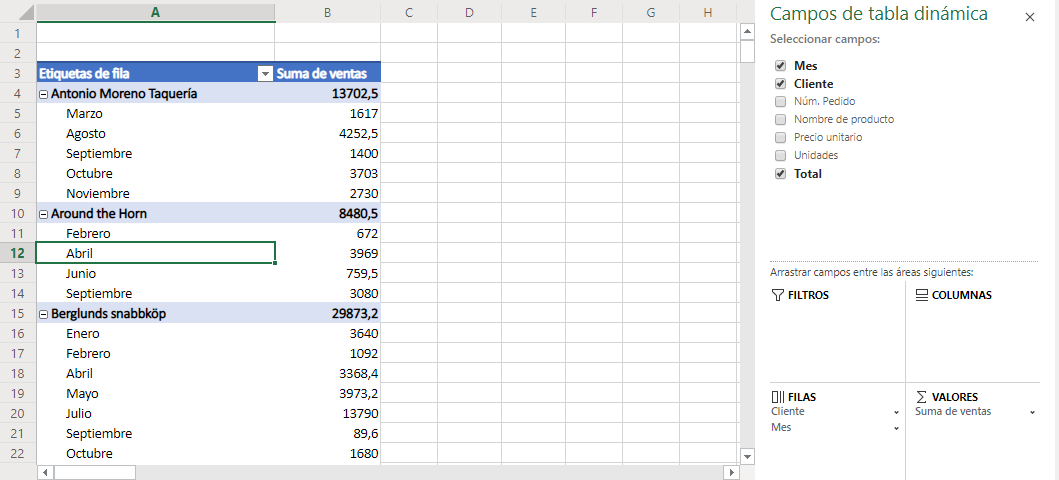 A B C D E F G H
1
2
3 Etiquetas de fila Suma de ventas
4 Antonio Moreno Taquería 13702,5
5 Marzo 1617
6 Agosto 4252,5
7 Septiembre 1400
8 Octubre 3703
9 Noviembre 2730
10 Around the Horn 8480,5
11 Febrero 672
12 Abril 3969
13 Junio 759,5
14 Septiembre 3080
15 Berglunds snabbköp 29873,2
16 Enero 3640
17 Febrero 1092
18 Abril 3368,4
19 Mayo 3973,2
20 Julio 13790
21 Septiembre 89,6
22 Octubre 1680
Campos de tabla dinámica
Seleccionar campos:
Mes
Cliente
Núm. Pedido
Nombre de producto
Precio unitario
Unidades
Total
Arrastrar campos entre las áreas siguientes:
FILTROS
COLUMNAS
FILAS
Cliente
Mes
VALORES
Suma de ventas